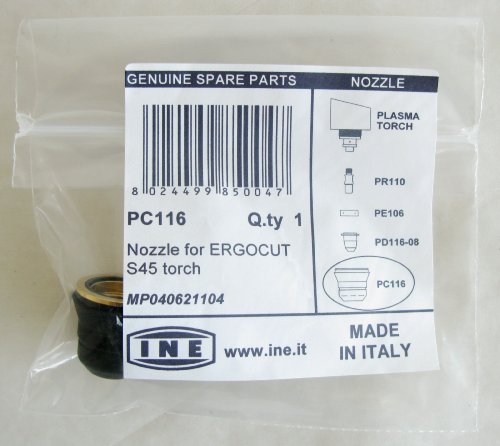 GENUINE SPARE PARTS
NOZZLE
8 024499 850047
PC116 Q.ty 1
Nozzle for ERGOCUT
S45 torch
MP040621104
PLASMA
TORCH
PR110
PE106
PD116-08
PC116
INE
www.ine.it
MADE
IN ITALY